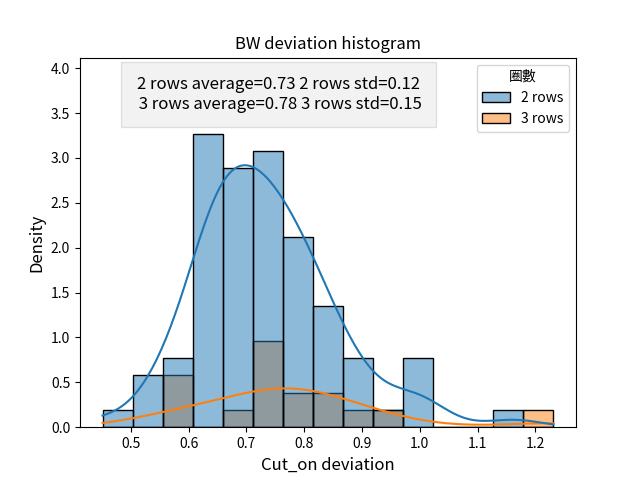 BW deviation histogram
2 rows average=0.73 2 rows std=0.12
3 rows average=0.78 3 rows std=0.15
圈數
2 rows
3 rows
Density
4.0
3.5
3.0
2.5
2.0
1.5
1.0
0.5
0.0
0.5 0.6 0.7 0.8 0.9 1.0 1.1 1.2
Cut_on deviation